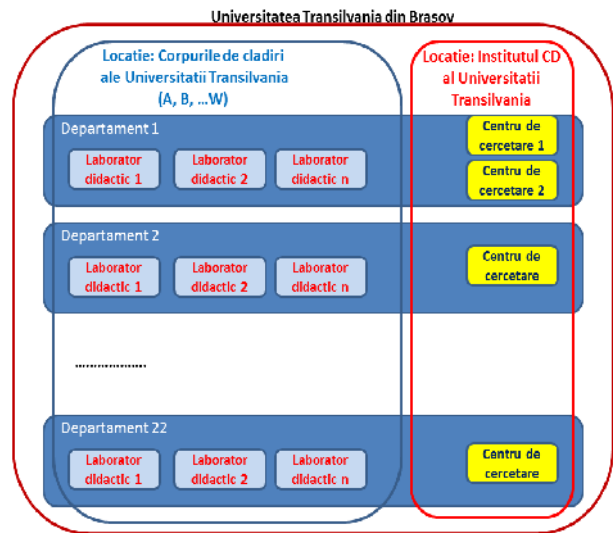 Universitatea Transilvania din Brasov
Locatie: Corpurile de cladiri
ale Universitatii Transilvania
(A, B, ...W)
Locatie: Institutul CD
al Universitatii
Transilvania
Departament 1
Laborator
didactic 1
Laborator
didactic 2
Laborator
didactic n
Centru de
cercetare 1
Centru de
cercetare 2
Departament 2
Laborator
didactic 1
Laborator
didactic 2
Laborator
didactic n
Centru de
cercetare
...................
Departament 22
Laborator
didactic 1
Laborator
didactic 2
Laborator
didactic n
Centru de
cercetare